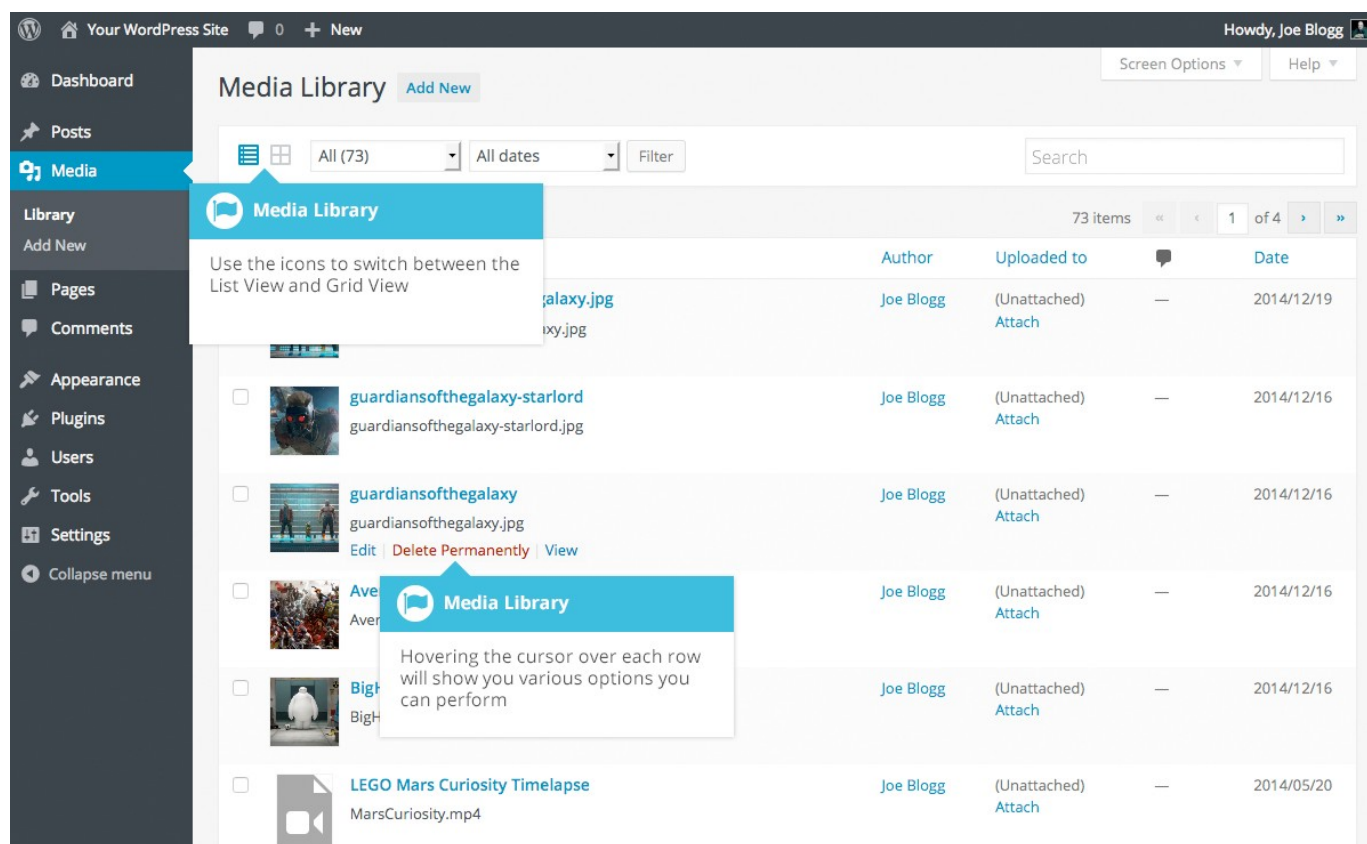 Your WordPress Site 0 + New Howdy, Joe Blogg
Dashboard
Posts
Media
Library
Add New
Pages
Comments
Appearance
Plugins
Users
Tools
Settings
Collapse menu
Screen Options Help
Media Library Add New
All (73) All dates Filter Search
Media Library
Use the icons to switch between the
List View and Grid View
73 items « ‹ 1 of 4 › »
Author Uploaded to Date
galaxy.jpg Joe Blogg (Unattached) — 2014/12/19
Attach
xy.jpg
guardiansofthegalaxy-starlord Joe Blogg (Unattached) — 2014/12/16
guardiansofthegalaxy-starlord.jpg Attach
guardiansofthegalaxy Joe Blogg (Unattached) — 2014/12/16
guardiansofthegalaxy.jpg Attach
Edit | Delete Permanently | View
Ave Joe Blogg (Unattached) — 2014/12/16
Aver Attach
Media Library
Hovering the cursor over each row
will show you various options you
can perform
BigH Joe Blogg (Unattached) — 2014/12/16
BigH Attach
LEGO Mars Curiosity Timelapse Joe Blogg (Unattached) — 2014/05/20
MarsCuriosity.mp4 Attach